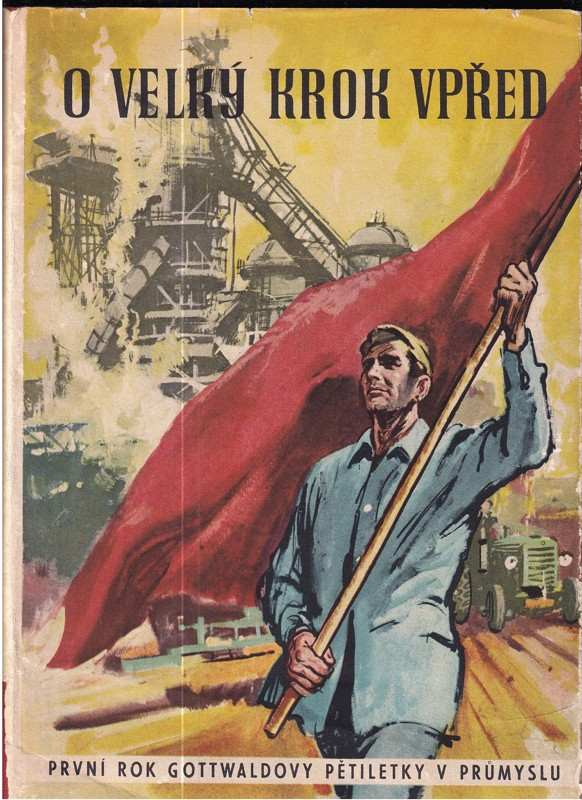 O VELKÝ KROK VPŘED
PRVNÍ ROK GOTTWALDOVY PĚTILETKY V PRŮMYSLU